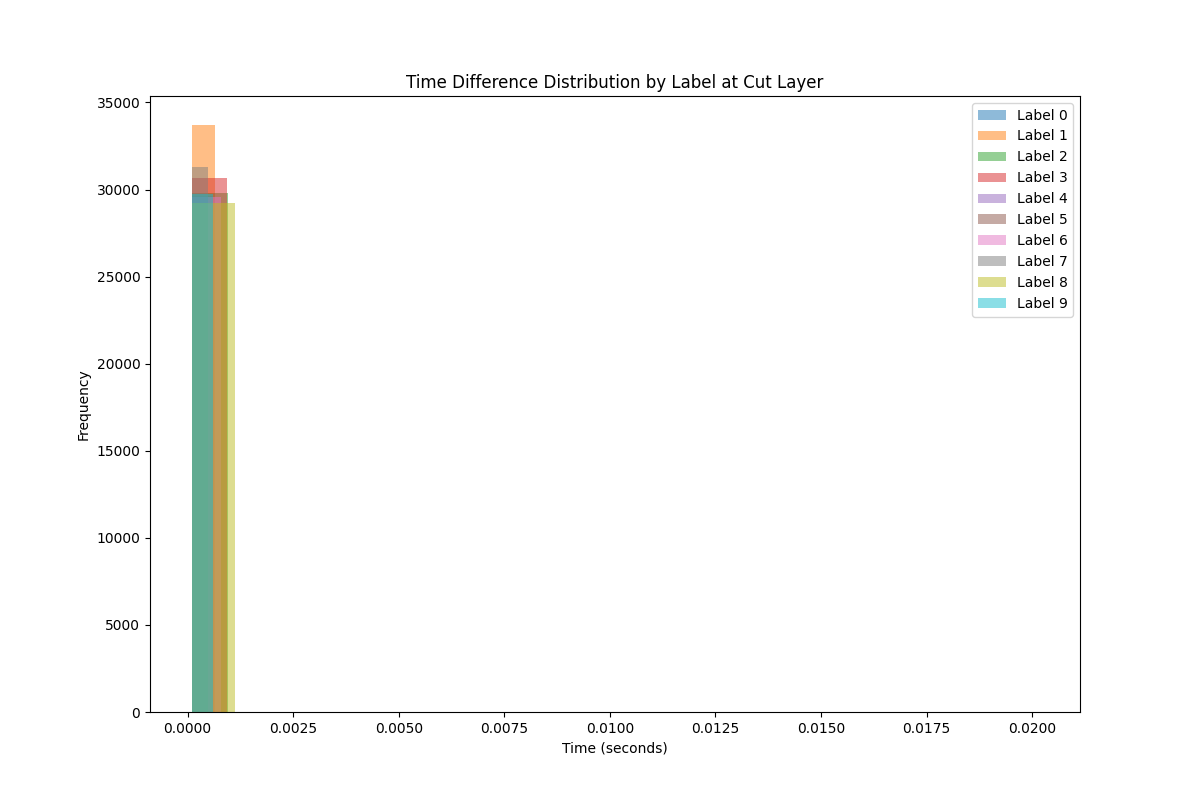 Time Difference Distribution by Label at Cut Layer
35000
30000
25000
20000
15000
10000
5000
0
Frequency
Label 0
Label 1
Label 2
Label 3
Label 4
Label 5
Label 6
Label 7
Label 8
Label 9
0.0000 0.0025 0.0050 0.0075 0.0100 0.0125 0.0150 0.0175 0.0200
Time (seconds)